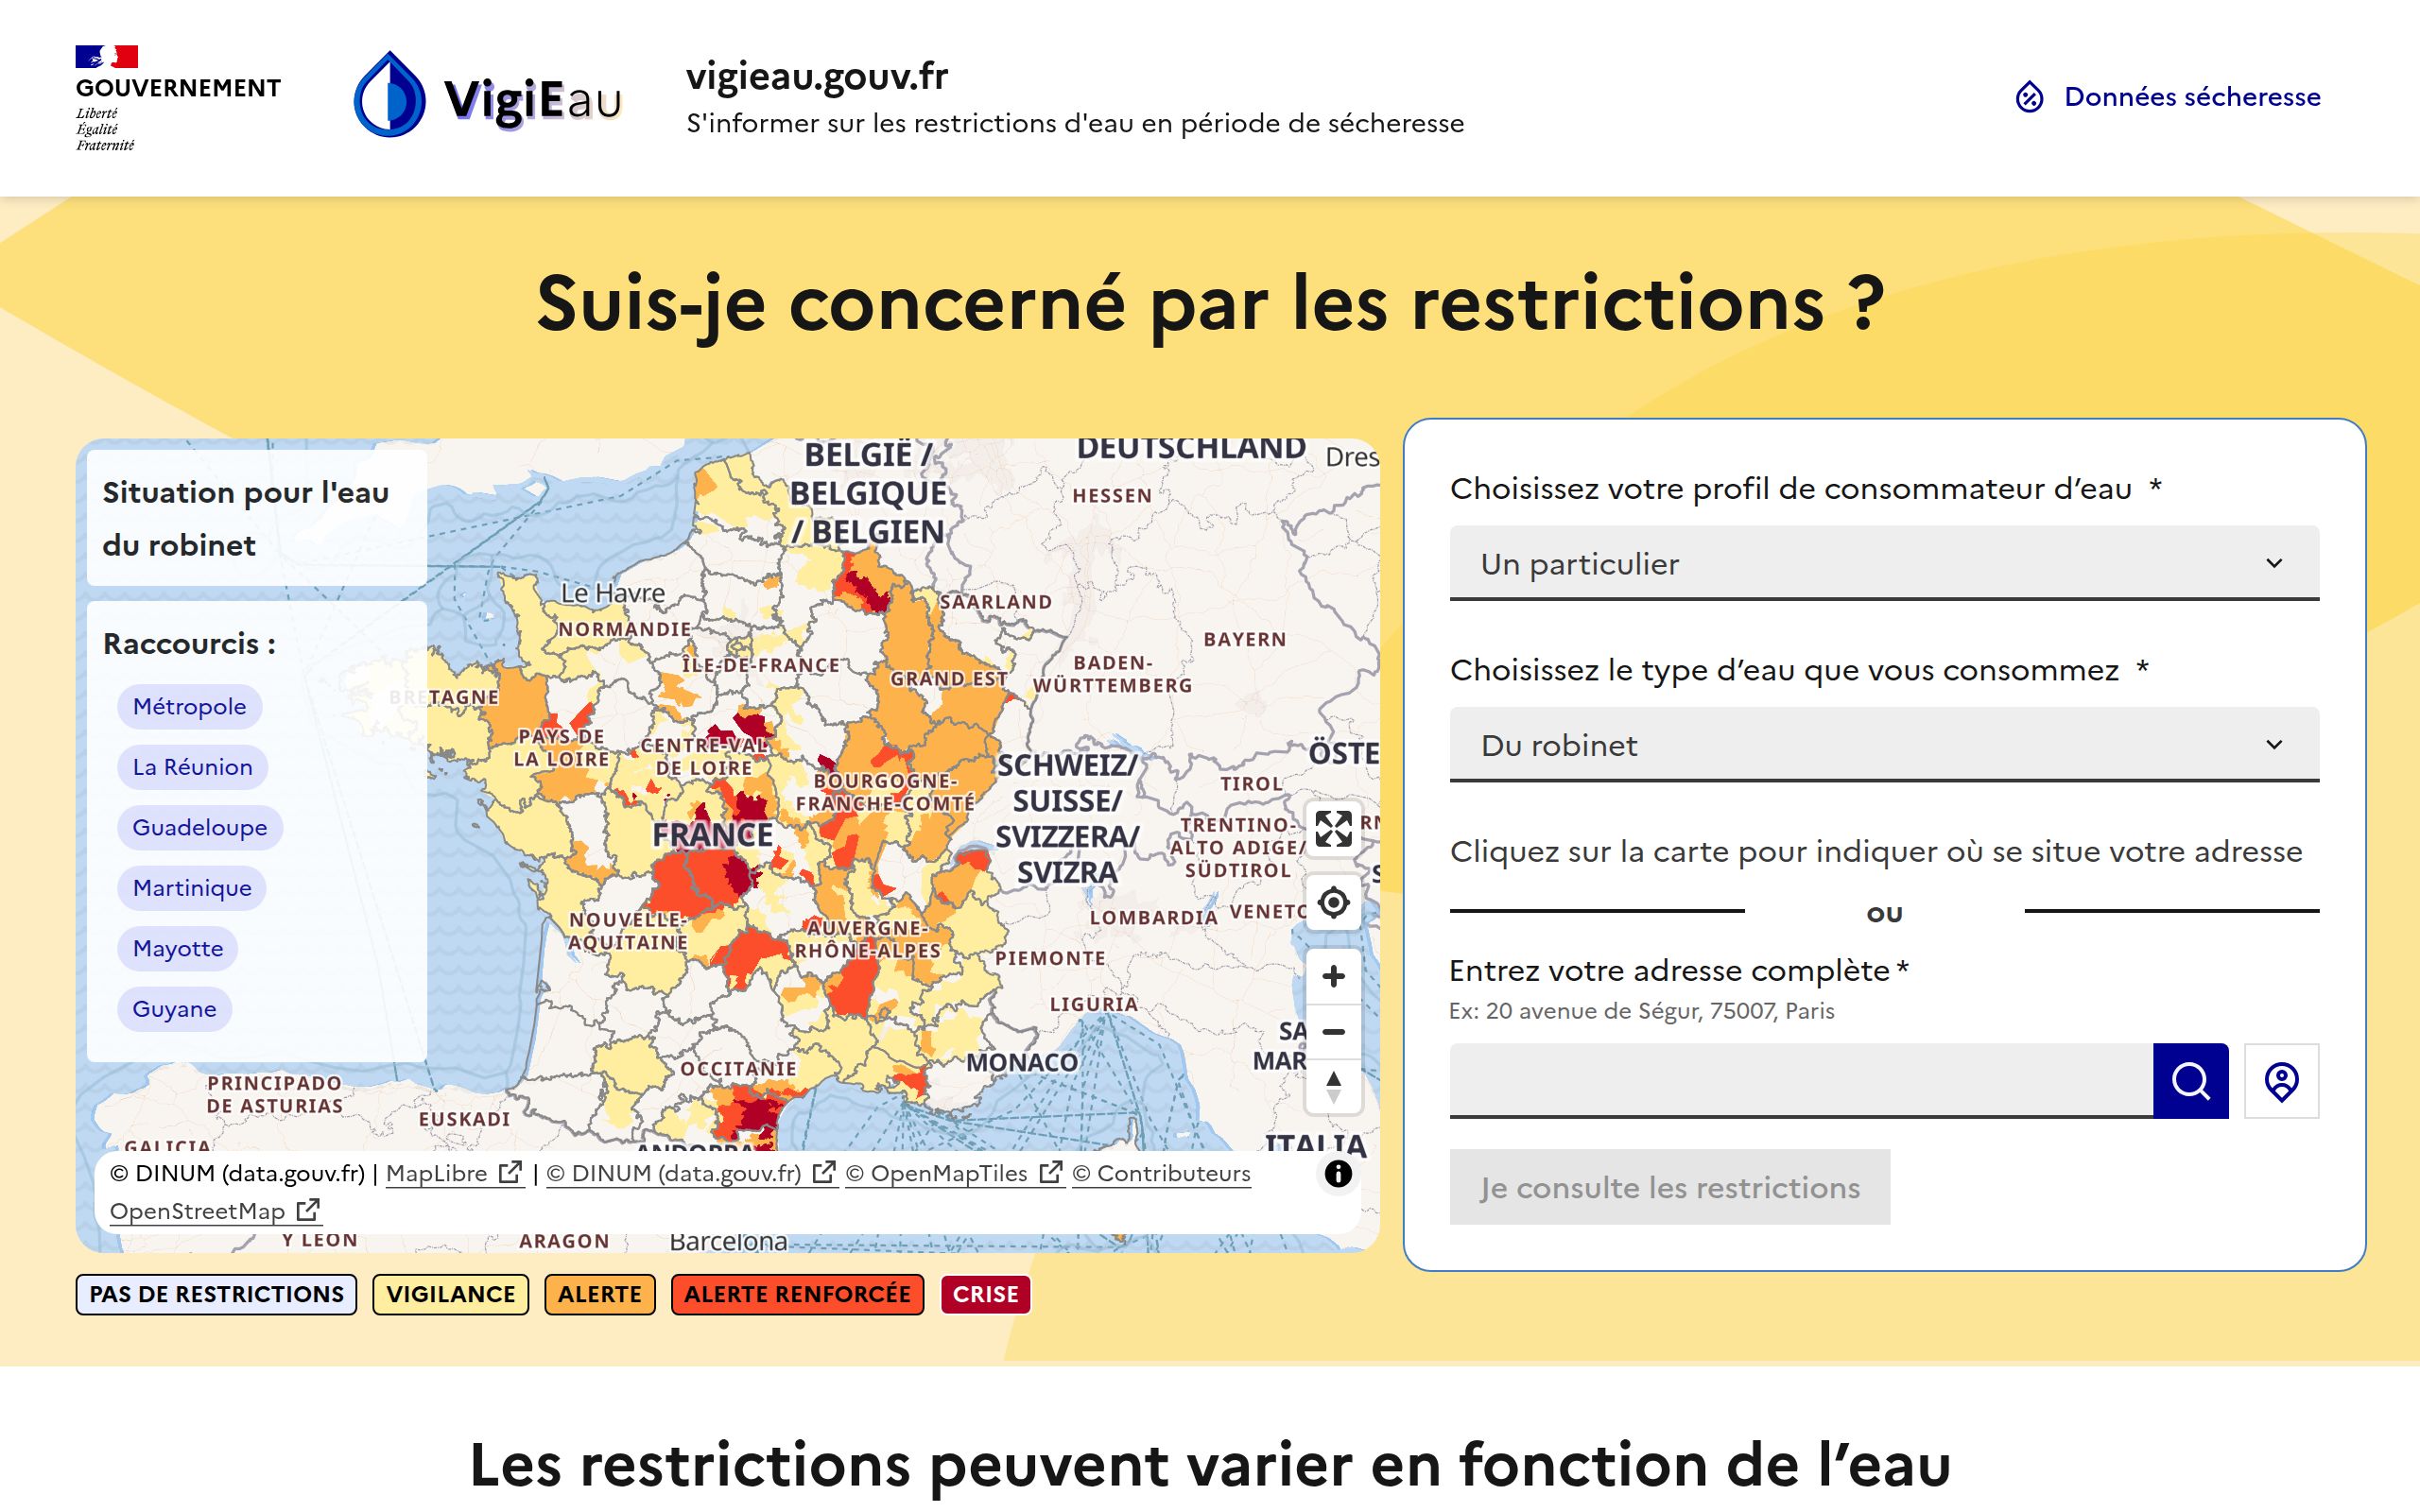 GOUVERNEMENT
Liberté
Égalité
Fraternité
VigiEau
vigieau.gouv.fr
S'informer sur les restrictions d'eau en période de sécheresse
Données sécheresse
Suis-je concerné par les restrictions ?
Situation pour l'eau
du robinet
Raccourcis :
Métropole
La Réunion
Guadeloupe
Martinique
Mayotte
Guyane
BELGIË /
BELGIQUE
/ BELGIEN
DEUTSCHLAND
Dres
HESSEN
Le Havre
NORMANDIE
SAARLAND
BAYERN
ÎLE-DE-FRANCE
GRAND EST
BADEN-
WÜRTTEMBERG
BRETAGNE
PAYS DE
LA LOIRE
CENTRE-VAL
DE LOIRE
BOURGOGNE-
FRANCHE-COMTÉ
SCHWEIZ/
SUISSE/
SVIZZERA/
SVIZRA
ÖSTE
TIROL
TRENTINO-
ALTO ADIGE/
SÜDTIROL
FRANCE
NOUVELLE-
AQUITAINE
AUVERGNE-
RHÔNE-ALPES
LOMBARDIA
VENETO
PIEMONTE
LIGURIA
SA
MAR
MONACO
OCCITANIE
PRINCIPADO
DE ASTURIAS
EUSKADI
GALICIA
ANDORRA
ITALIA
© DINUM (data.gouv.fr) | MapLibre | © DINUM (data.gouv.fr) © OpenMapTiles © Contributeurs
OpenStreetMap
Y LEÓN
ARAGÓN
Barcelona
PAS DE RESTRICTIONS
VIGILANCE
ALERTE
ALERTE RENFORCÉE
CRISE
Choisissez votre profil de consommateur d’eau *
Un particulier
Choisissez le type d’eau que vous consommez *
Du robinet
Cliquez sur la carte pour indiquer où se situe votre adresse
OU
Entrez votre adresse complète *
Ex: 20 avenue de Ségur, 75007, Paris
Je consulte les restrictions
Les restrictions peuvent varier en fonction de l’eau